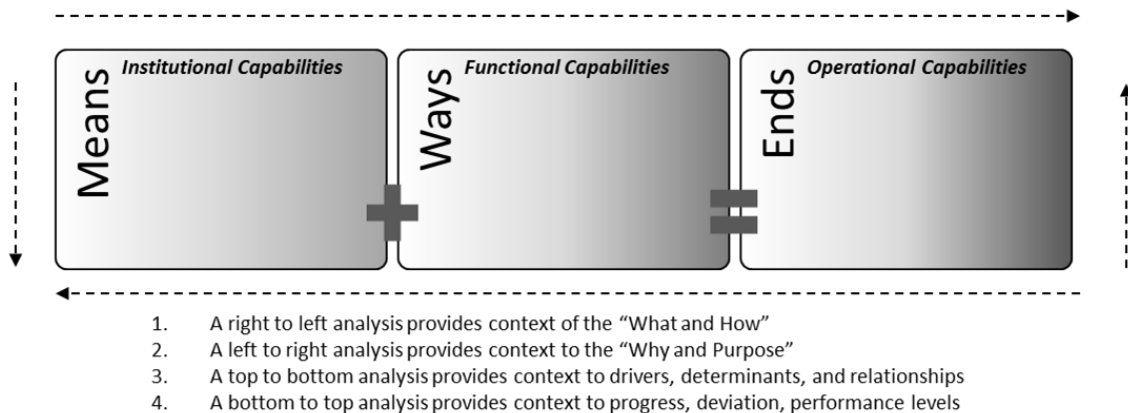 Means
Institutional Capabilities
Ways
Functional Capabilities
Ends
Operational Capabilities
1. A right to left analysis provides context of the “What and How”
2. A left to right analysis provides context to the “Why and Purpose”
3. A top to bottom analysis provides context to drivers, determinants, and relationships
4. A bottom to top analysis provides context to progress, deviation, performance levels